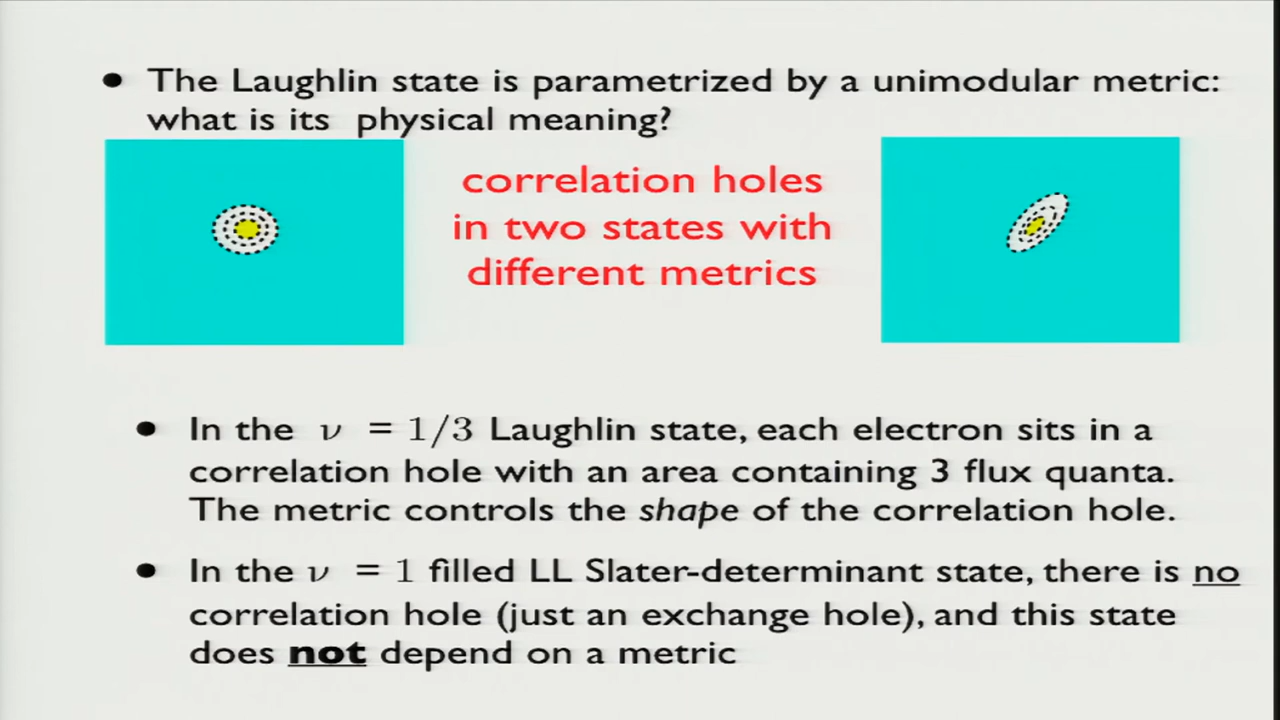 • The Laughlin state is parametrized by a unimodular metric:
what is its physical meaning?
correlation holes
in two states with
different metrics
• In the ν = 1/3 Laughlin state, each electron sits in a
correlation hole with an area containing 3 flux quanta.
The metric controls the shape of the correlation hole.
• In the ν = 1 filled LL Slater-determinant state, there is no
correlation hole (just an exchange hole), and this state
does not depend on a metric